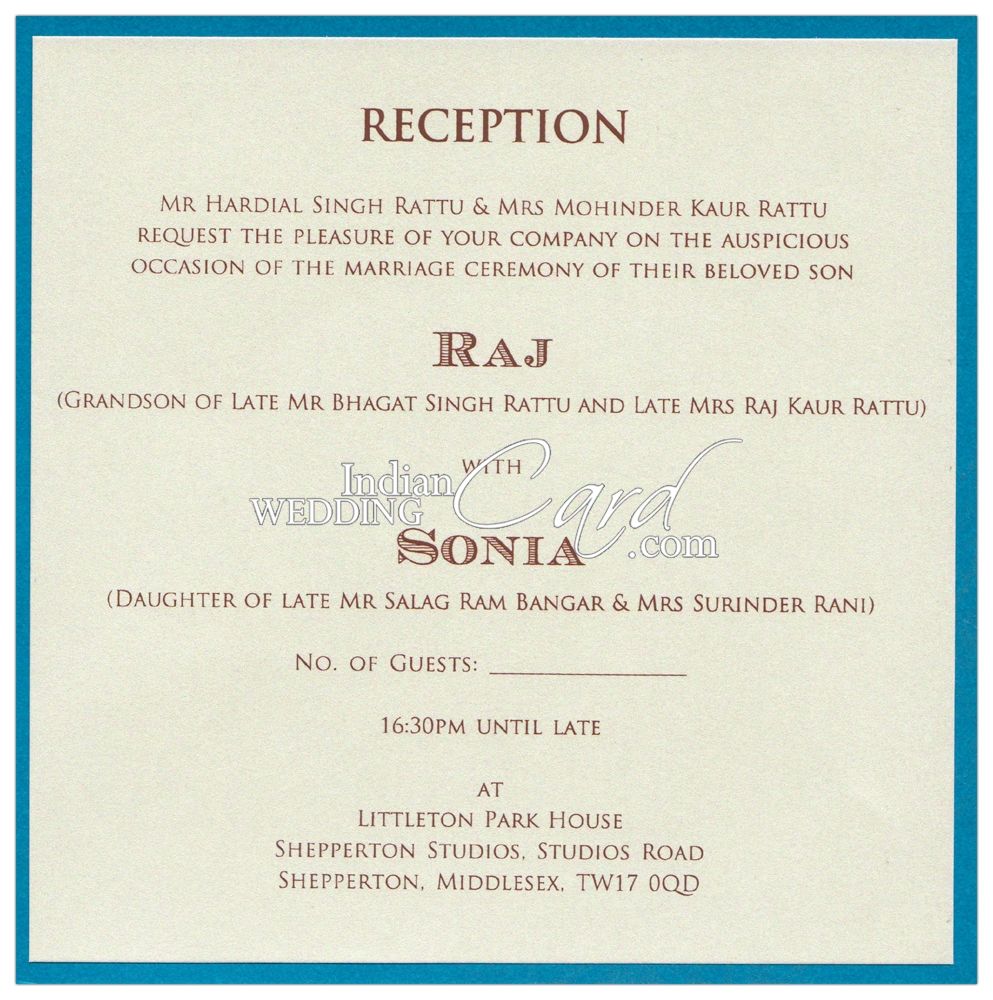 RECEPTION
MR HARDIAL SINGH RATTU & MRS MOHINDER KAUR RATTU
REQUEST THE PLEASURE OF YOUR COMPANY ON THE AUSPICIOUS
OCCASION OF THE MARRIAGE CEREMONY OF THEIR BELOVED SON
RAJ
(GRANDSON OF LATE MR BHAGAT SINGH RATTU AND LATE MRS RAJ KAUR RATTU)
WITH
Indian
WEDDING Card.com
SONIA
(DAUGHTER OF LATE MR SALAG RAM BANGAR & MRS SURINDER RANI)
NO. OF GUESTS: ____________________
16:30PM UNTIL LATE
AT
LITTLETON PARK HOUSE
SHEPPERTON STUDIOS, STUDIOS ROAD
SHEPPERTON, MIDDLESEX, TW17 0QD